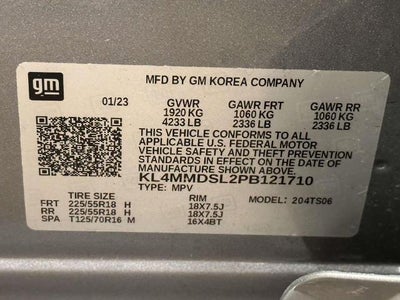 gm
MFD BY GM KOREA COMPANY
01/23 GVWR GAWR FRT GAWR RR
1920 KG 1060 KG 1060 KG
4233 LB 2336 LB 2336 LB
THIS VEHICLE CONFORMS TO ALL
APPLICABLE U.S. FEDERAL MOTOR
VEHICLE SAFETY AND THEFT
PREVENTION STANDARDS IN EFFECT
ON THE DATE OF
MANUFACTURE SHOWN ABOVE.
KL4MMDSL2PB121710
TYPE: MPV MODEL: 204TS06
TIRE SIZE RIM
FRT 225/55R18 H 18X7.5J
RR 225/55R18 H 18X7.5J
SPA T125/70R16 M 16X4BT